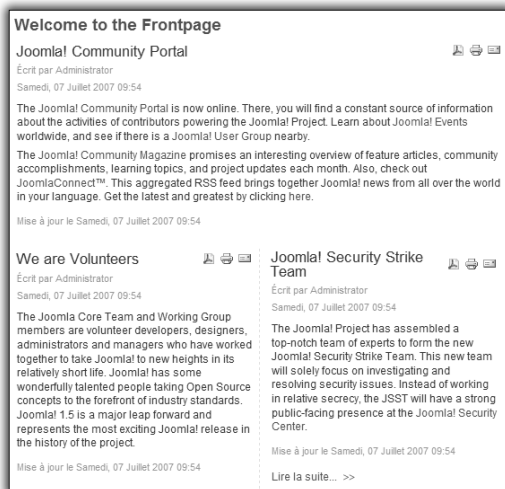 Welcome to the Frontpage
Joomla! Community Portal
Écrit par Administrator
Samedi, 07 Juillet 2007 09:54
The Joomla! Community Portal is now online. There, you will find a constant source of information
about the activities of contributors powering the Joomla! Project. Learn about Joomla! Events
worldwide, and see if there is a Joomla! User Group nearby.
The Joomla! Community Magazine promises an interesting overview of feature articles, community
accomplishments, learning topics, and project updates each month. Also, check out
JoomlaConnect™. This aggregated RSS feed brings together Joomla! news from all over the world
in your language. Get the latest and greatest by clicking here.
Mise à jour le Samedi, 07 Juillet 2007 09:54
We are Volunteers
Écrit par Administrator
Samedi, 07 Juillet 2007 09:54
The Joomla Core Team and Working Group
members are volunteer developers, designers,
administrators and managers who have worked
together to take Joomla! to new heights in its
relatively short life. Joomla! has some
wonderfully talented people taking Open Source
concepts to the forefront of industry standards.
Joomla! 1.5 is a major leap forward and
represents the most exciting Joomla! release in
the history of the project.
Mise à jour le Samedi, 07 Juillet 2007 09:54
Joomla! Security Strike
Team
Écrit par Administrator
Samedi, 07 Juillet 2007 09:54
The Joomla! Project has assembled a
top-notch team of experts to form the new
Joomla! Security Strike Team. This new team
will solely focus on investigating and
resolving security issues. Instead of working
in relative secrecy, the JSST will have a strong
public-facing presence at the Joomla! Security
Center.
Mise à jour le Samedi, 07 Juillet 2007 09:54
Lire la suite... >>